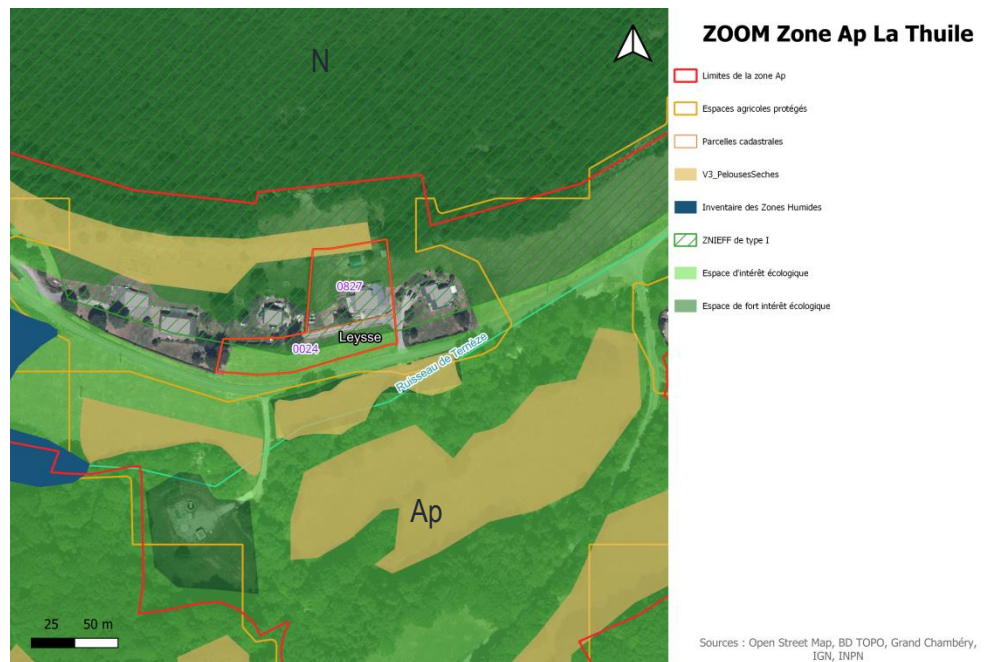 ZOOM Zone Ap La Thuile
Limites de la zone Ap
Espaces agricoles protégés
Parcelles cadastrales
V3_PelousesSeches
Inventaire des Zones Humides
ZNIEFF de type I
Espace d'intérêt écologique
Espace de fort intérêt écologique
N
0827
0024
Leysse
Ruisseau de Ternèze
Ap
25 50 m
Sources : Open Street Map, BD TOPO, Grand Chambéry,
IGN, INPN